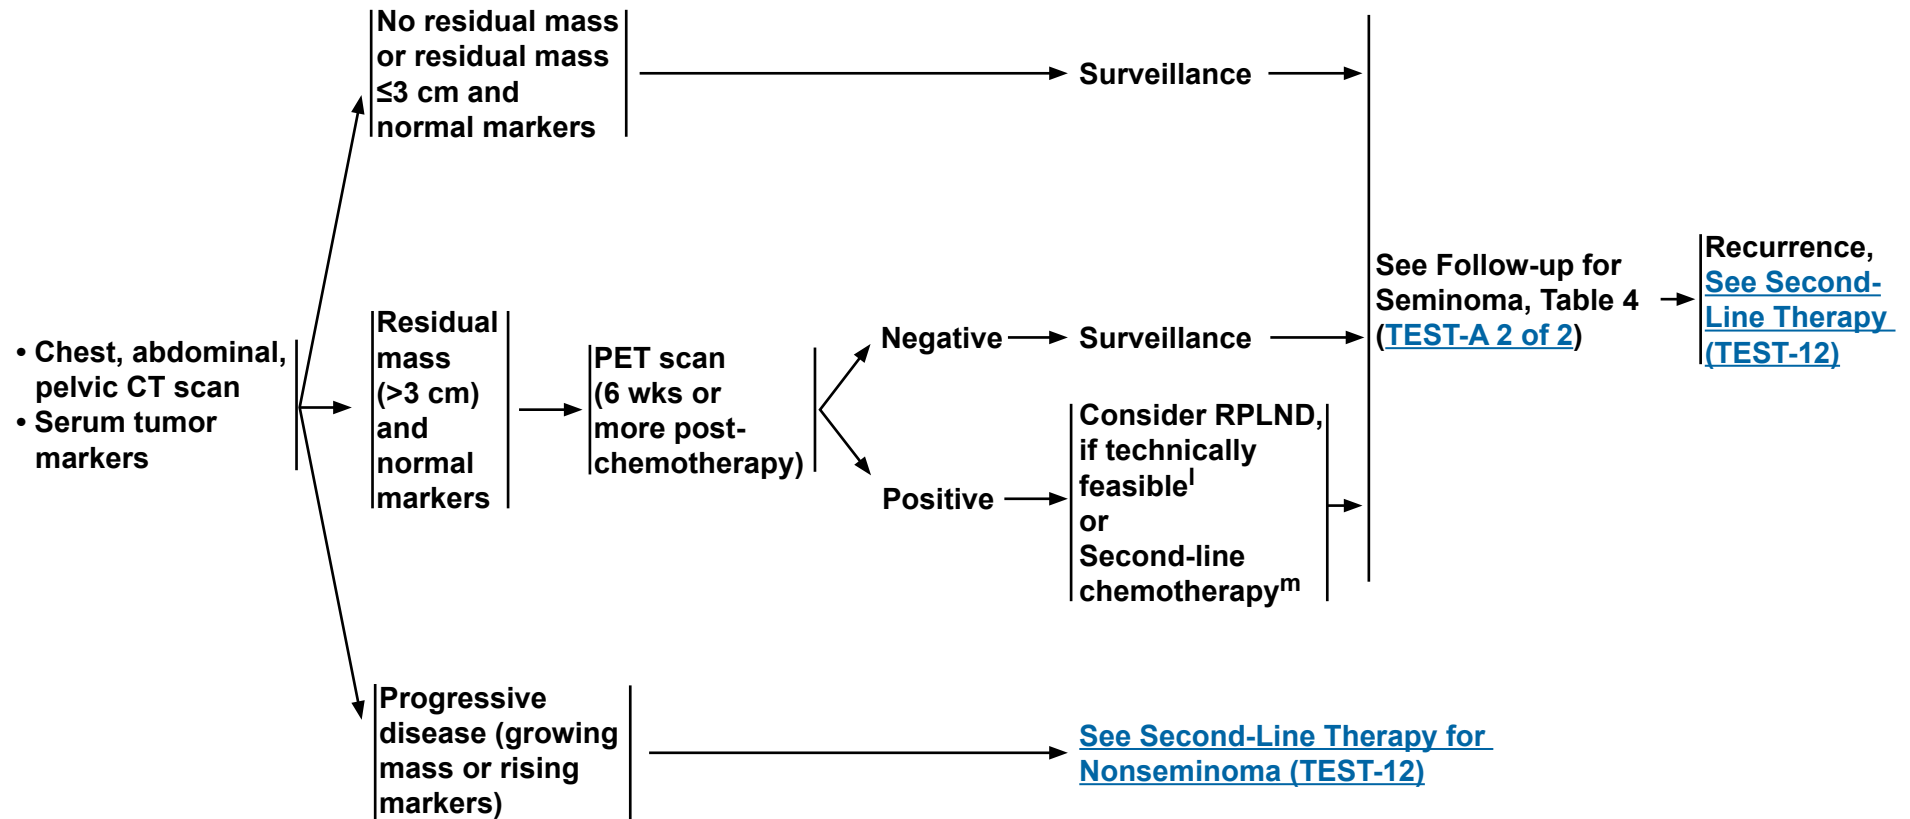 No residual mass
or residual mass
≤3 cm and
normal markers
Surveillance
• Chest, abdominal,
pelvic CT scan
• Serum tumor
markers
Residual
mass
(>3 cm)
and
normal
markers
PET scan
(6 wks or
more post-
chemotherapy)
Negative
Surveillance
Positive
Consider RPLND,
if technically
feasibleˡ
or
Second-line
chemotherapyᵐ
See Follow-up for
Seminoma, Table 4
(TEST-A 2 of 2)
Recurrence,
See Second-
Line Therapy
(TEST-12)
Progressive
disease (growing
mass or rising
markers)
See Second-Line Therapy for
Nonseminoma (TEST-12)